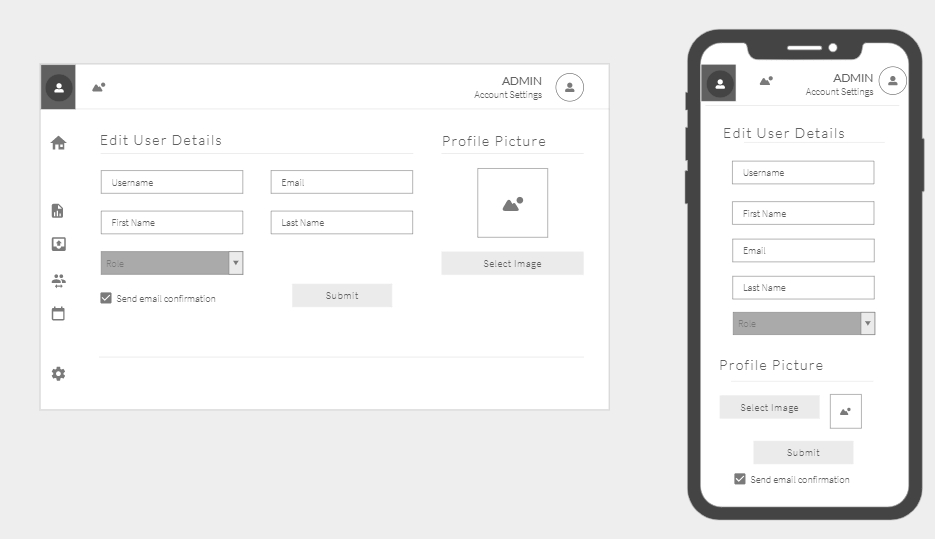 ADMIN
Account Settings
Edit User Details
Profile Picture
Username
Email
First Name
Last Name
Role
Select Image
Send email confirmation
Submit
ADMIN
Account Settings
Edit User Details
Username
First Name
Email
Last Name
Role
Profile Picture
Select Image
Submit
Send email confirmation